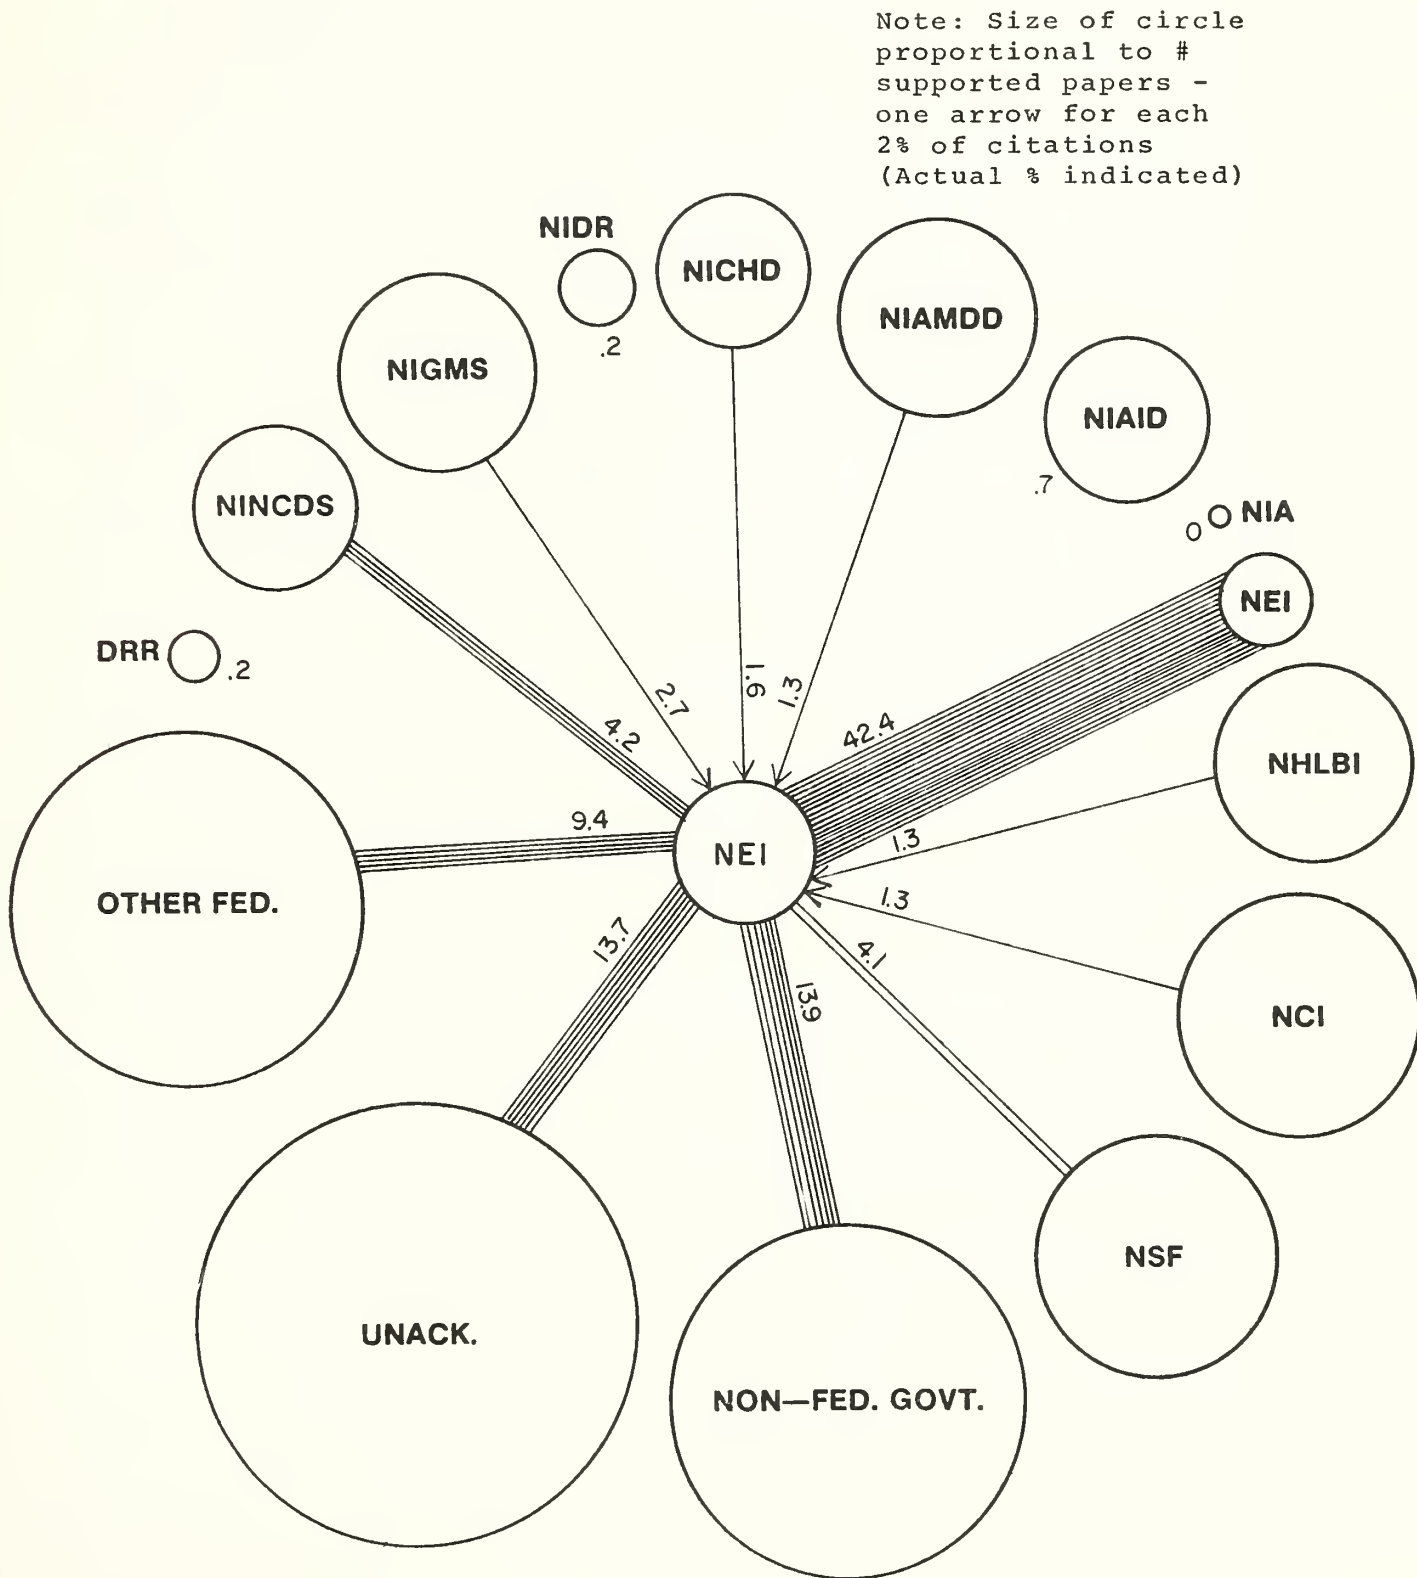 Note: Size of circle
proportional to #
supported papers -
one arrow for each
2% of citations
(Actual % indicated)
NIDR
.2
NICHD
NIAMDD
NIGMS
NIAID
.7
NINCDS
0 NIA
NEI
DRR
.2
2.7
1.6
1.3
4.2
42.4
NHLBI
9.4
NEI
1.3
OTHER FED.
13.7
1.3
4.1
13.9
NCI
NSF
UNACK.
NON—FED. GOVT.